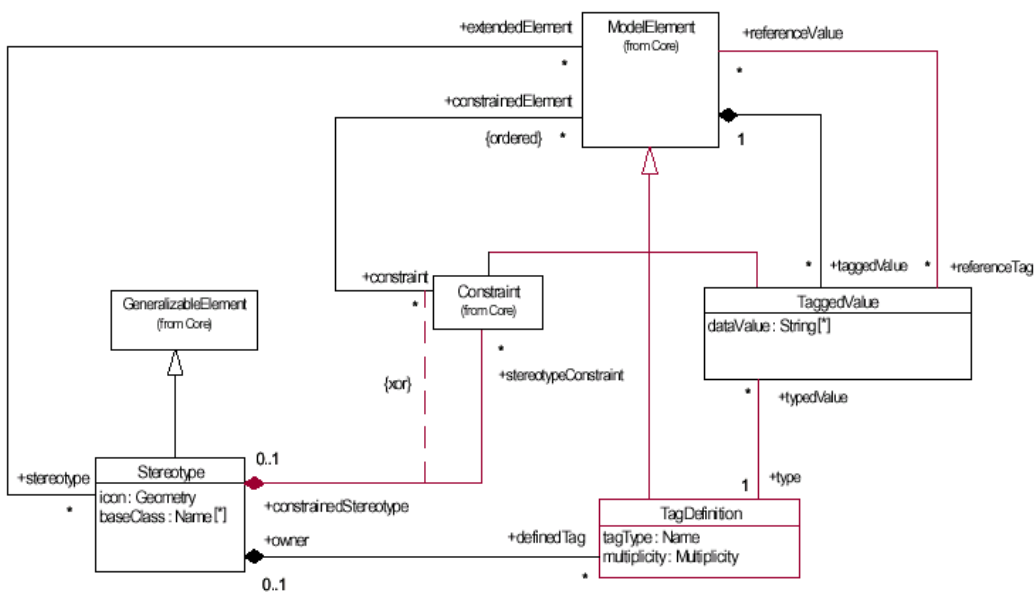 +extendedElement
ModelElement
(from Core)
+referenceValue
*
*
+constrainedElement
{ordered}
*
1
+constraint
*
*
+taggedValue
*
+referenceTag
GeneralizableElement
(from Core)
Constraint
(from Core)
TaggedValue
dataValue : String[*]
*
+stereotypeConstraint
{xor}
*
+typedValue
+stereotype
*
Stereotype
icon : Geometry
baseClass : Name[*]
0..1
+constrainedStereotype
1
+type
TagDefinition
tagType : Name
multiplicity : Multiplicity
+owner
0..1
+definedTag
*